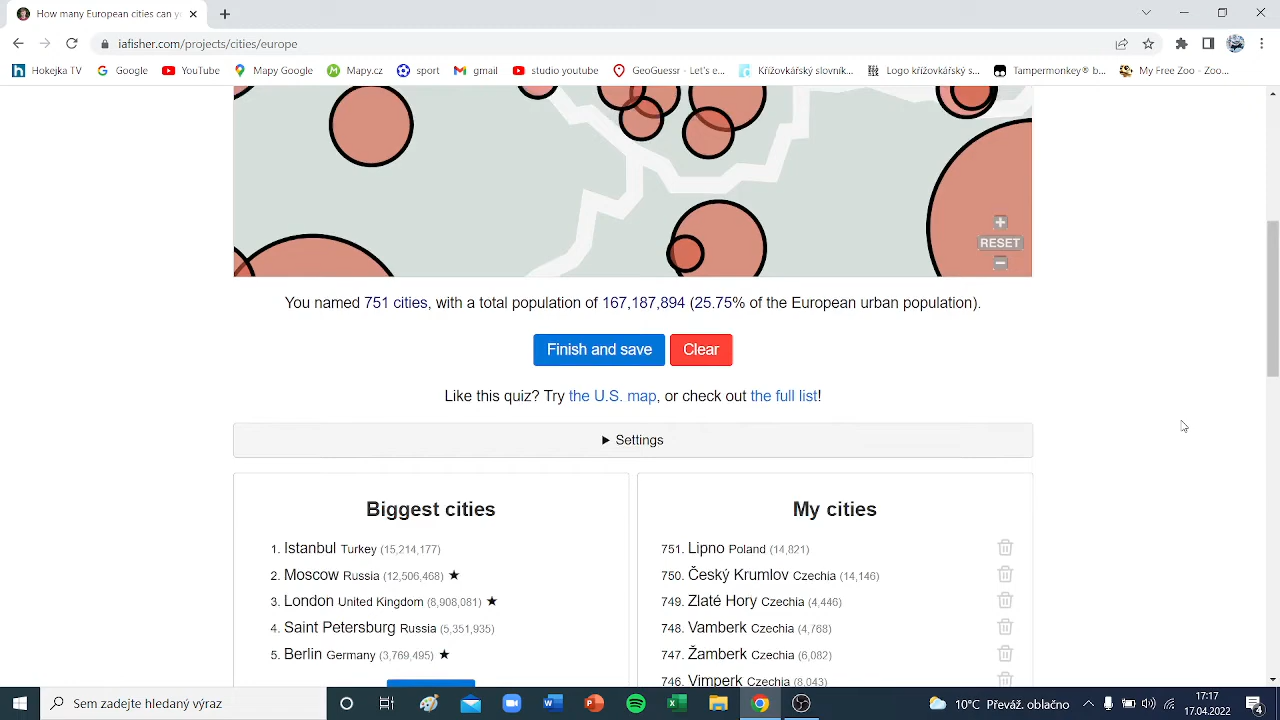 How many European cities can y
iafisher.com/projects/cities/europe
Hokejka TV
Google
YouTube
Mapy Google
Mapy.cz
sport
gmail
studio youtube
GeoGuessr - Let's e...
Křížovkářský slovník...
Logo křížovkářský s...
Tampermonkey® b...
My Free Zoo - Zoo...
+
RESET
−
You named 751 cities, with a total population of 167,187,894 (25.75% of the European urban population).
Finish and save
Clear
Like this quiz? Try the U.S. map, or check out the full list!
▶ Settings
Biggest cities
1. Istanbul Turkey (15,214,177)
2. Moscow Russia (12,506,468) ★
3. London United Kingdom (8,908,081) ★
4. Saint Petersburg Russia (5,351,935)
5. Berlin Germany (3,769,495) ★
My cities
751. Lipno Poland (14,821)
750. Český Krumlov Czechia (14,146)
749. Zlaté Hory Czechia (4,446)
748. Vamberk Czechia (4,768)
747. Žamberk Czechia (6,082)
746. Vimperk Czechia (8,043)
Sem zadejte hledaný výraz
10°C Převáž. oblačno
17:17
17.04.2022
4